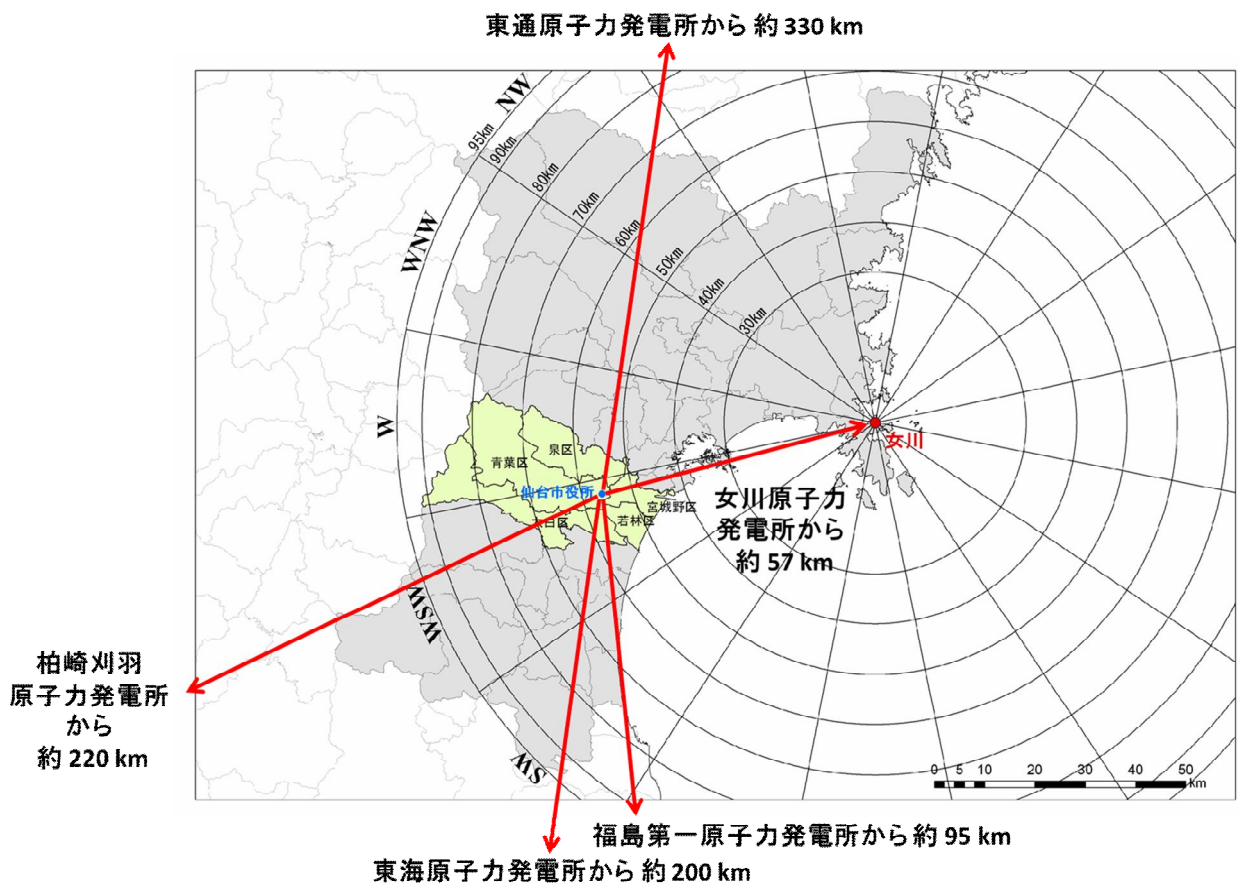 東通原子力発電所から 約 330 km
NW
95km
90km
80km
70km
60km
50km
40km
30km
WNW
W
泉区
青葉区
仙台市役所
宮城野区
若林区
太白区
女川
女川原子力
発電所から
約 57 km
WSW
SW
柏崎刈羽
原子力発電所
から
約 220 km
0 5 10 20 30 40 50
km
福島第一原子力発電所から 約 95 km
東海原子力発電所から 約 200 km